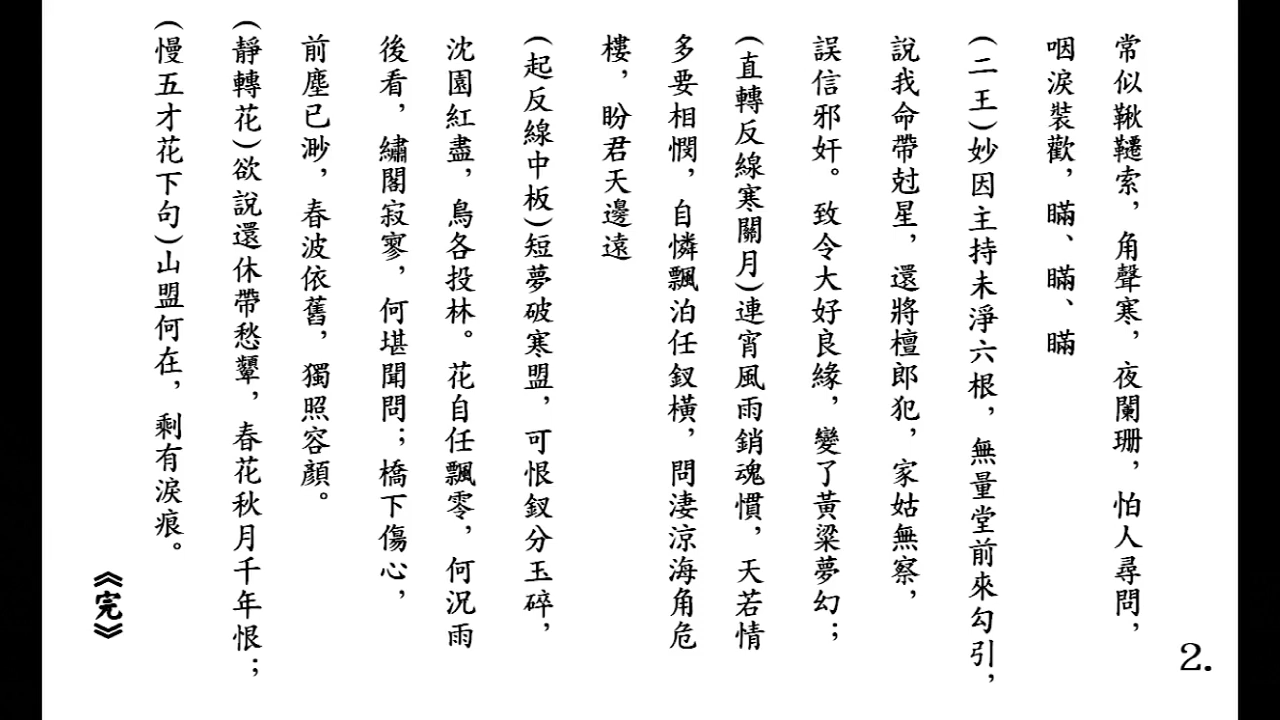 2.
常似鞦韆索，角聲寒，夜闌珊，怕人尋問，
咽淚裝歡，瞞、瞞、瞞
(二王)妙因主持未淨六根，無量堂前來勾引，
說我命帶尅星，還將檀郎犯，家姑無察，
誤信邪奸。致令大好良緣，變了黃粱夢幻；
(直轉反線寒關月)連宵風雨銷魂慣，天若情
多要相憫，自憐飄泊任釵橫，問淒涼海角危
樓，盼君天邊遠
(起反線中板)短夢破寒盟，可恨釵分玉碎，
沈園紅盡，鳥各投林。花自任飄零，何況雨
後看，繡閣寂寥，何堪聞問；橋下傷心，
前塵已渺，春波依舊，獨照容顏。
(靜轉花)欲說還休帶愁顰，春花秋月千年恨；
(慢五才花下句)山盟何在，剩有淚痕。
《完》